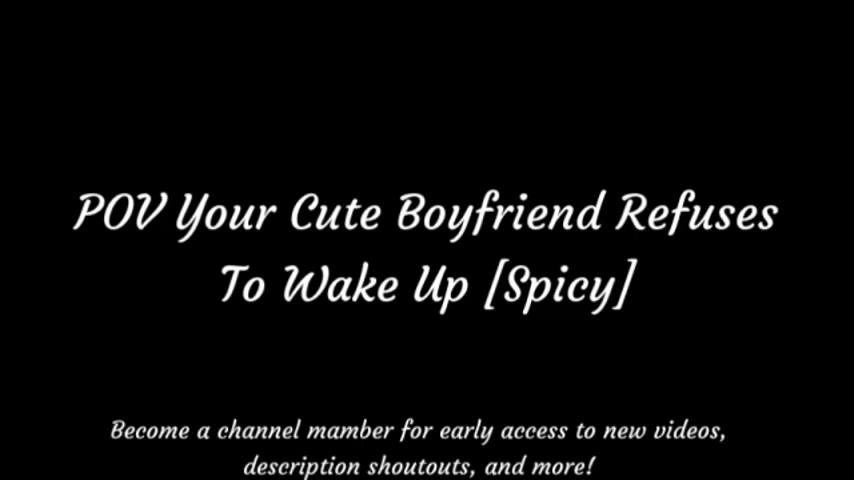 POV Your Cute Boyfriend Refuses
To Wake Up [Spicy]
Become a channel mamber for early access to new videos,
description shoutouts, and more!